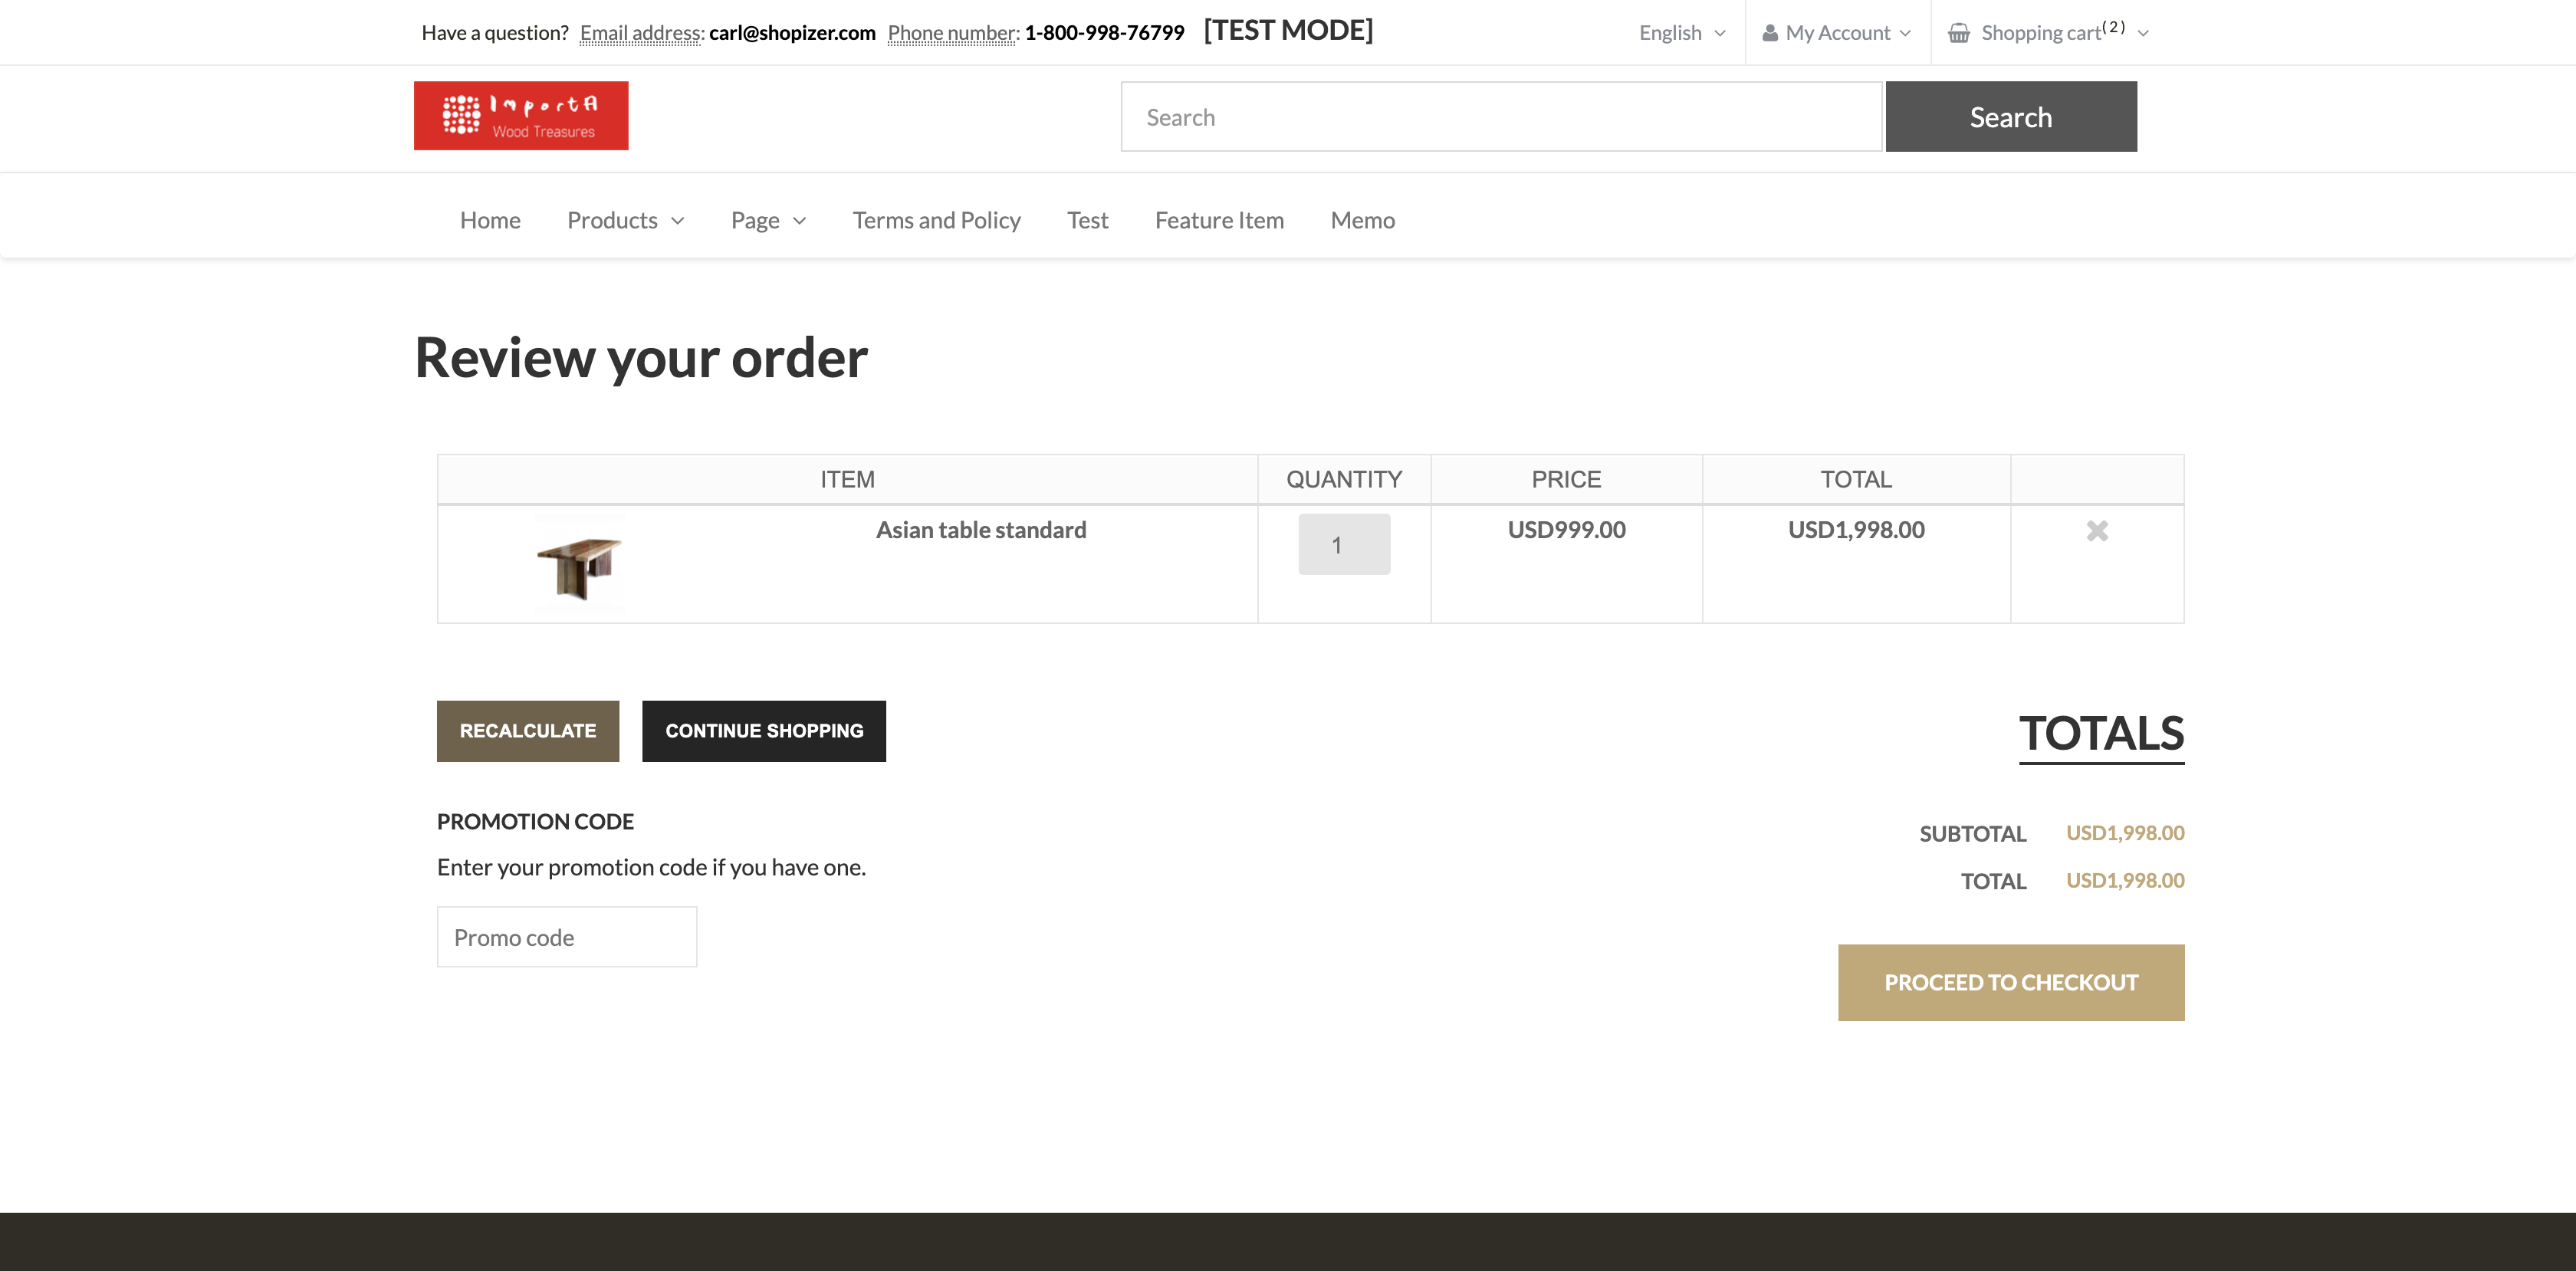 Have a question? Email address: carl@shopizer.com Phone number: 1-800-998-76799 [TEST MODE] English My Account Shopping cart(2)
ImportA
Wood Treasures
Search Search
Home Products Page Terms and Policy Test Feature Item Memo
Review your order
ITEM QUANTITY PRICE TOTAL
Asian table standard 1 USD999.00 USD1,998.00
RECALCULATE CONTINUE SHOPPING
TOTALS
PROMOTION CODE
Enter your promotion code if you have one.
Promo code
SUBTOTAL USD1,998.00
TOTAL USD1,998.00
PROCEED TO CHECKOUT